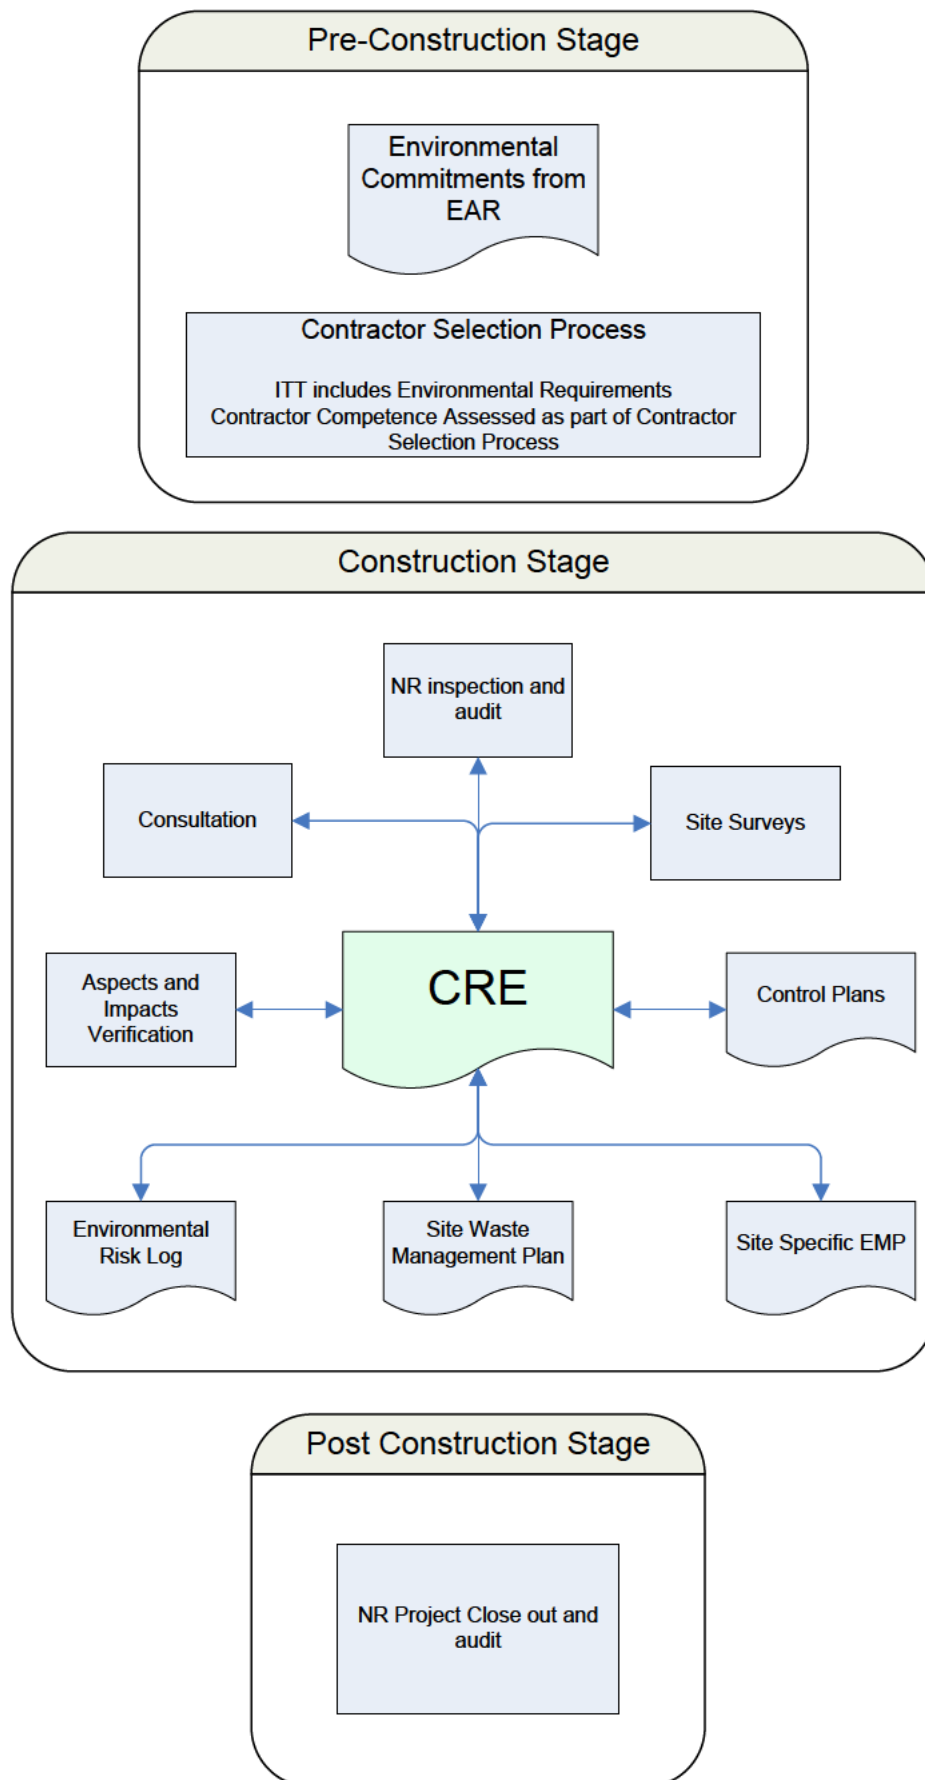 Pre-Construction Stage
Environmental
Commitments from
EAR
Contractor Selection Process
ITT includes Environmental Requirements
Contractor Competence Assessed as part of Contractor
Selection Process
Construction Stage
NR inspection and
audit
Consultation
Site Surveys
Aspects and
Impacts
Verification
CRE
Control Plans
Environmental
Risk Log
Site Waste
Management Plan
Site Specific EMP
Post Construction Stage
NR Project Close out and
audit